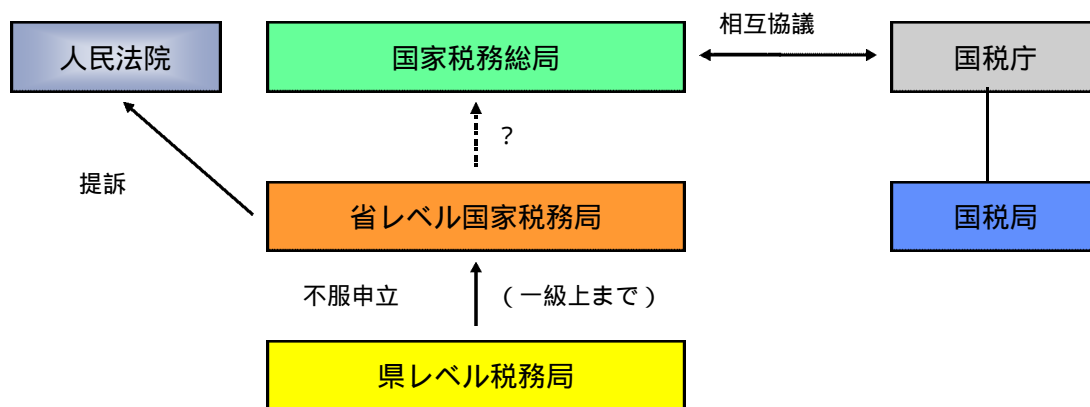 相互協議
人民法院
国家税務総局
国税庁
?
提訴
省レベル国家税務局
国税局
不服申立
(一級上まで)
県レベル税務局